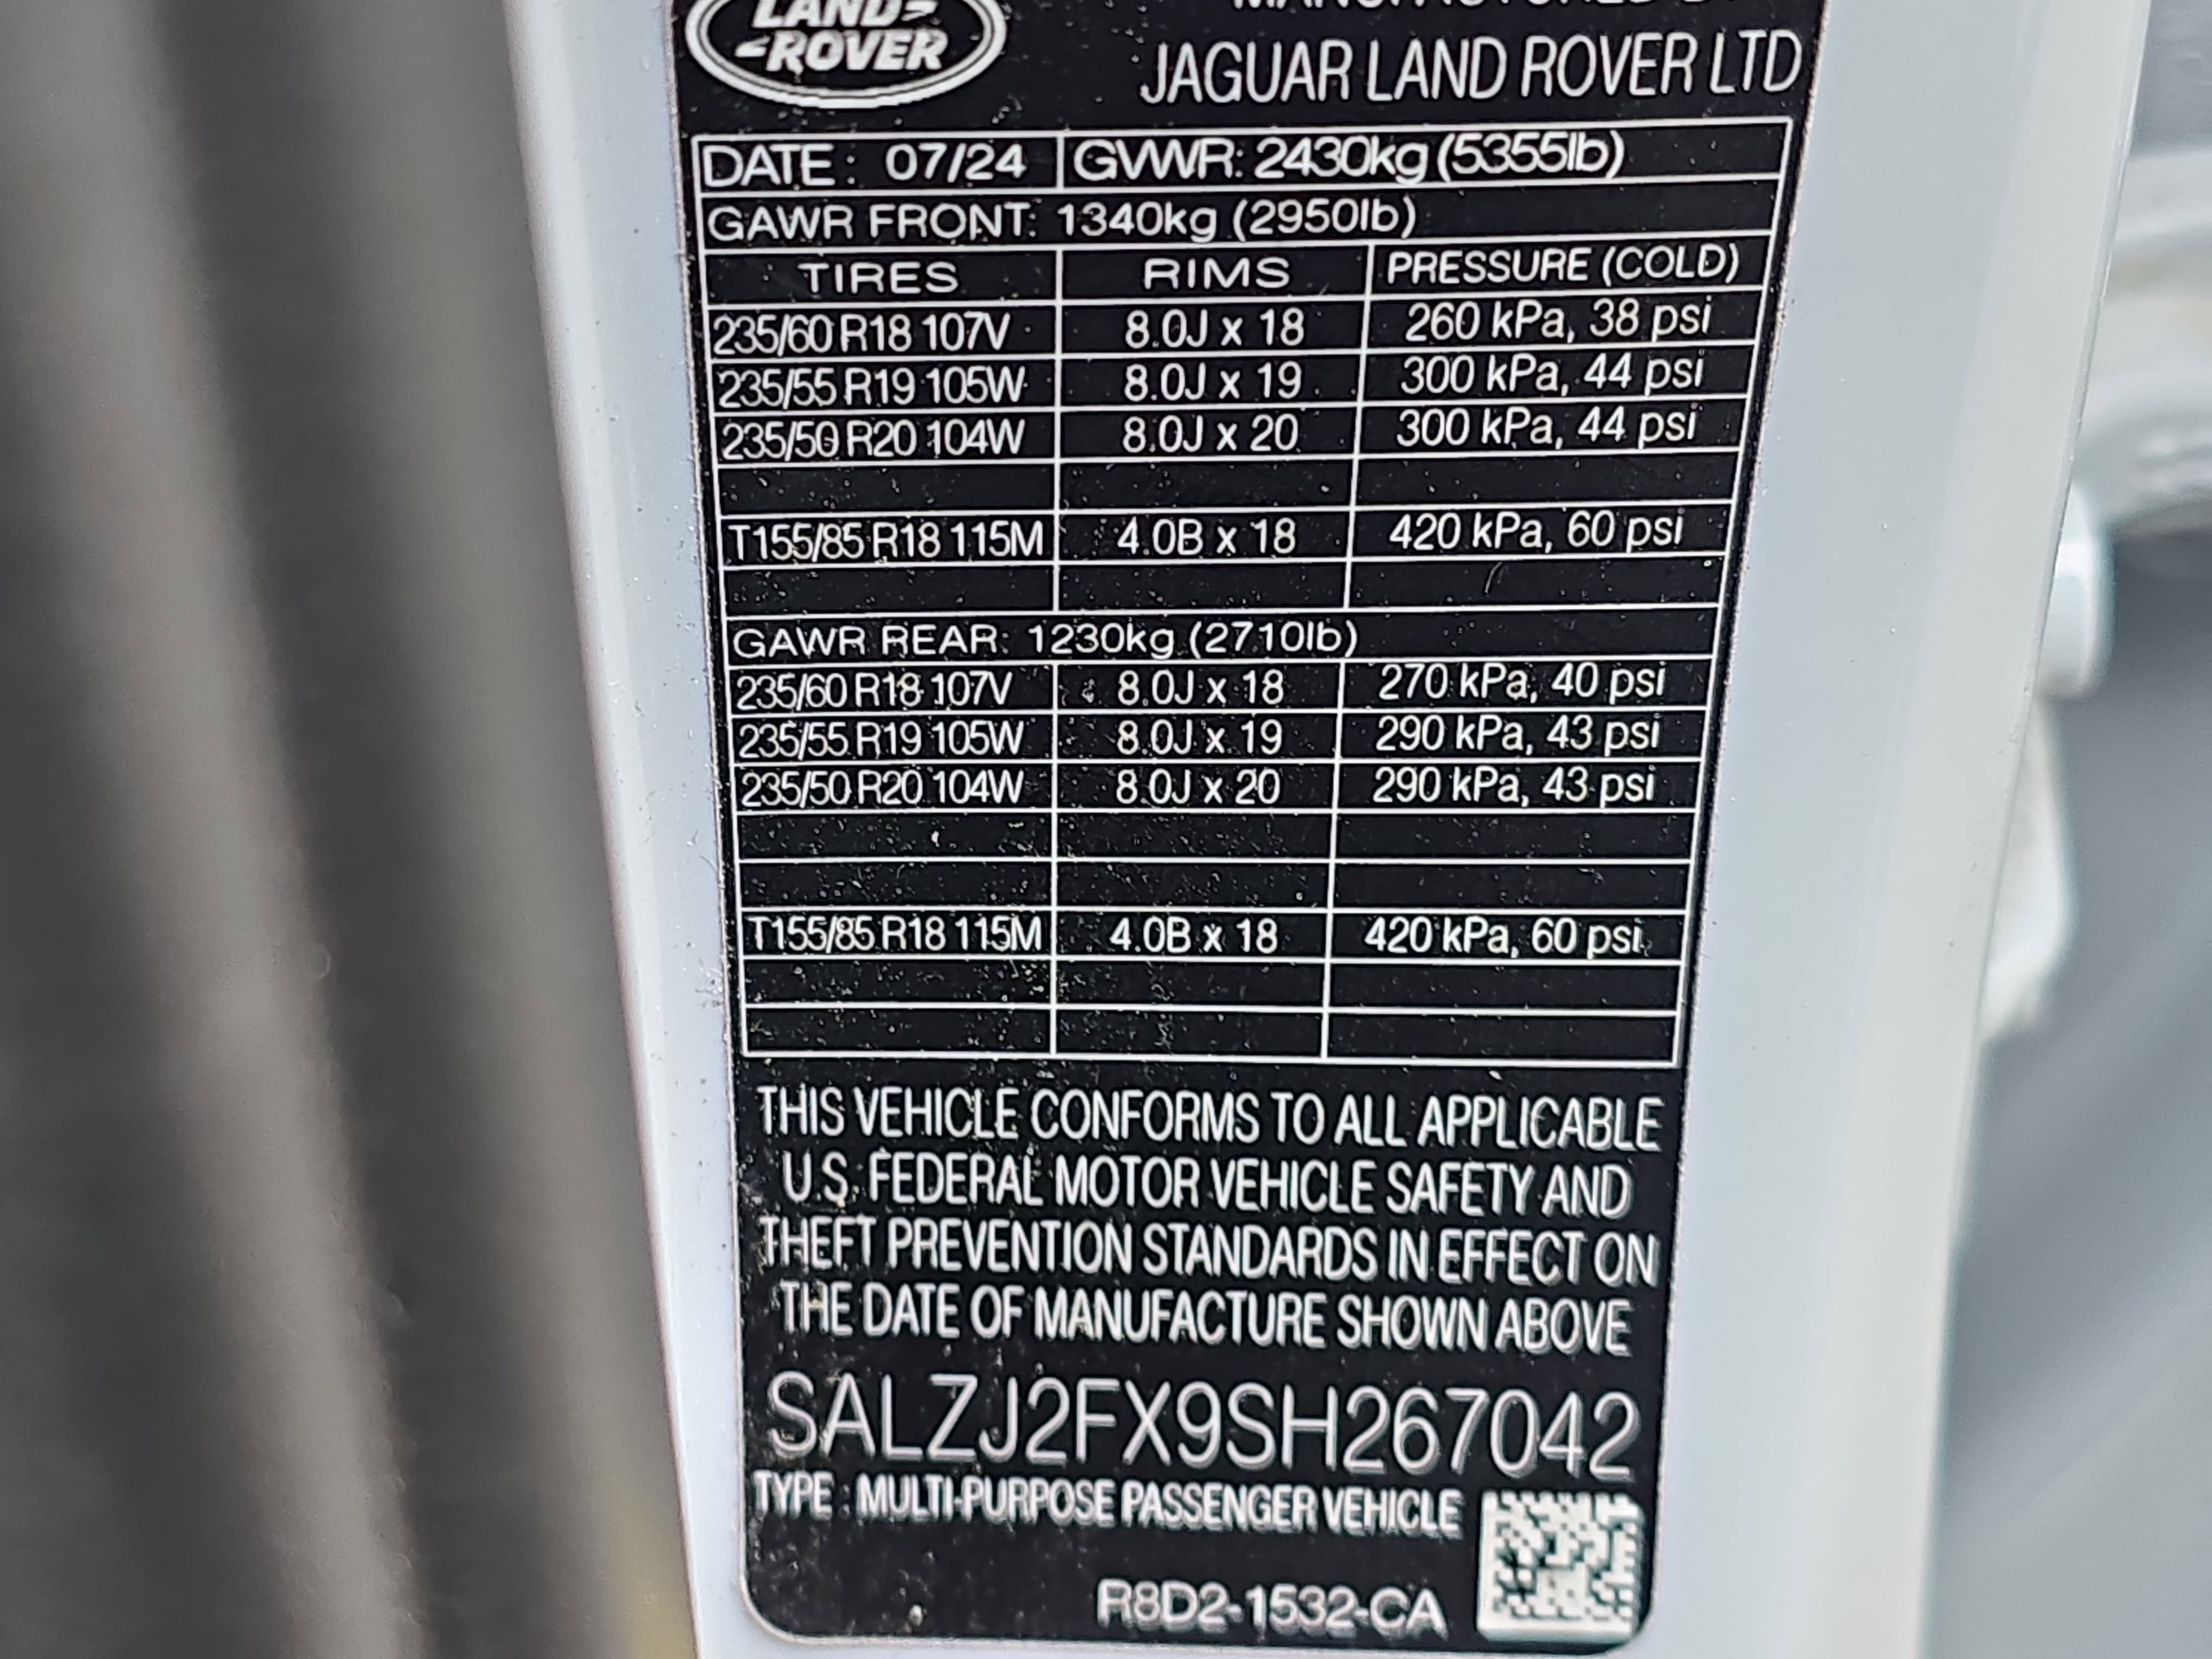 LAND
ROVER
MANUFACTURED BY
JAGUAR LAND ROVER LTD
DATE: 07/24 GVWR: 2430kg (5355lb)
GAWR FRONT: 1340kg (2950lb)
TIRES RIMS PRESSURE (COLD)
235/60 R18 107V 8.0J x 18 260 kPa, 38 psi
235/55 R19 105W 8.0J x 19 300 kPa, 44 psi
235/50 R20 104W 8.0J x 20 300 kPa, 44 psi
T155/85 R18 115M 4.0B x 18 420 kPa, 60 psi
GAWR REAR: 1230kg (2710lb)
235/60 R18 107V 8.0J x 18 270 kPa, 40 psi
235/55 R19 105W 8.0J x 19 290 kPa, 43 psi
235/50 R20 104W 8.0J x 20 290 kPa, 43 psi
T155/85 R18 115M 4.0B x 18 420 kPa, 60 psi
THIS VEHICLE CONFORMS TO ALL APPLICABLE
U.S. FEDERAL MOTOR VEHICLE SAFETY AND
THEFT PREVENTION STANDARDS IN EFFECT ON
THE DATE OF MANUFACTURE SHOWN ABOVE
SALZJ2FX9SH267042
TYPE : MULTI-PURPOSE PASSENGER VEHICLE
R8D2-1532-CA